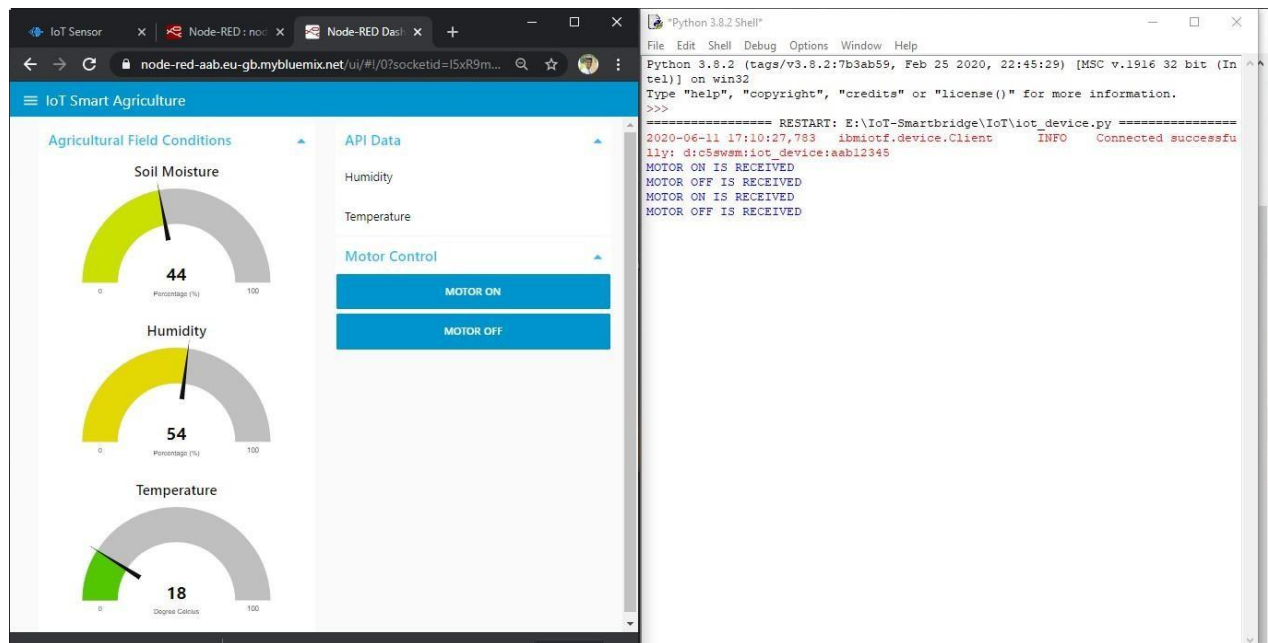 IoT Sensor
Node-RED : noc
Node-RED Dash
node-red-aab.eu-gb.mybluemix.net/ui/#!/0?socketid=I5xR9m...
IoT Smart Agriculture
Agricultural Field Conditions
Soil Moisture
44
0
Percentage (%)
100
Humidity
54
0
Percentage (%)
100
Temperature
18
0
Degree Celcius
100
API Data
Humidity
Temperature
Motor Control
MOTOR ON
MOTOR OFF
*Python 3.8.2 Shell*
File Edit Shell Debug Options Window Help
Python 3.8.2 (tags/v3.8.2:7b3ab59, Feb 25 2020, 22:45:29) [MSC v.1916 32 bit (In
tel)] on win32
Type "help", "copyright", "credits" or "license()" for more information.
>>>
================= RESTART: E:\IoT-Smartbridge\IoT\iot_device.py ================
2020-06-11 17:10:27,783 ibmiotf.device.Client INFO Connected successfu
lly: d:c5swsm:iot_device:aab12345
MOTOR ON IS RECEIVED
MOTOR OFF IS RECEIVED
MOTOR ON IS RECEIVED
MOTOR OFF IS RECEIVED